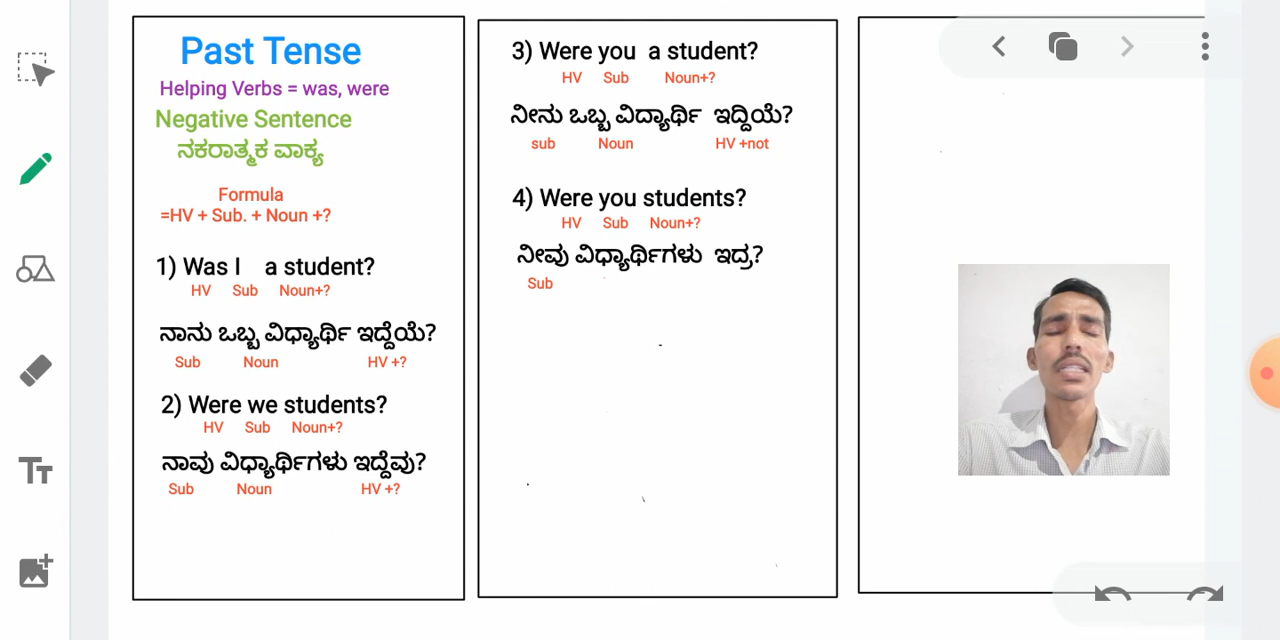 Past Tense
Helping Verbs = was, were
Negative Sentence
ನಕರಾತ್ಮಕ ವಾಕ್ಯ
Formula
=HV + Sub. + Noun +?
1) Was I a student?
HV Sub Noun+?
ನಾನು ಒಬ್ಬ ವಿಧ್ಯಾರ್ಥಿ ಇದ್ದೆಯೆ?
Sub Noun HV +?
2) Were we students?
HV Sub Noun+?
ನಾವು ವಿಧ್ಯಾರ್ಥಿಗಳು ಇದ್ದೆವು?
Sub Noun HV +?
3) Were you a student?
HV Sub Noun+?
ನೀನು ಒಬ್ಬ ವಿದ್ಯಾರ್ಥಿ ಇದ್ದಿಯೆ?
sub Noun HV +not
4) Were you students?
HV Sub Noun+?
ನೀವು ವಿಧ್ಯಾರ್ಥಿಗಳು ಇದ್ರ?
Sub
TT